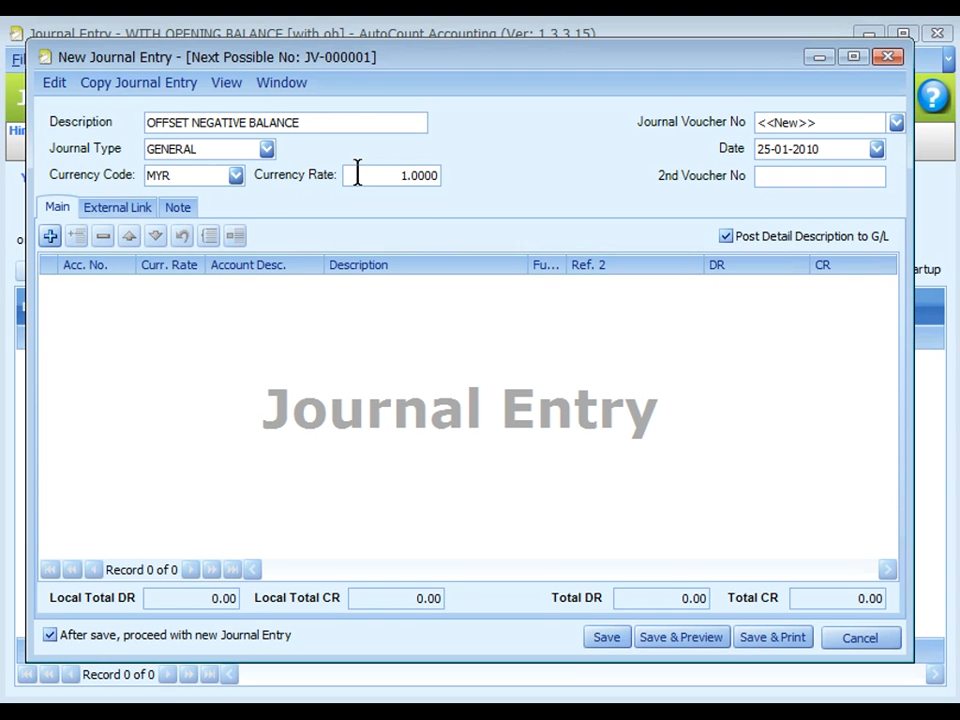 Journal Entry - WITH OPENING BALANCE [with ob] - AutoCount Accounting (Ver: 1.3.3.15)
New Journal Entry - [Next Possible No: JV-000001]
Edit Copy Journal Entry View Window
Description OFFSET NEGATIVE BALANCE Journal Voucher No <<New>>
Journal Type GENERAL Date 25-01-2010
Currency Code: MYR Currency Rate: 1.0000 2nd Voucher No
Main External Link Note
Post Detail Description to G/L
Acc. No. Curr. Rate Account Desc. Description Fu... Ref. 2 DR CR
artup
Journal Entry
Record 0 of 0
Local Total DR 0.00 Local Total CR 0.00 Total DR 0.00 Total CR 0.00
After save, proceed with new Journal Entry Save Save & Preview Save & Print Cancel
Record 0 of 0